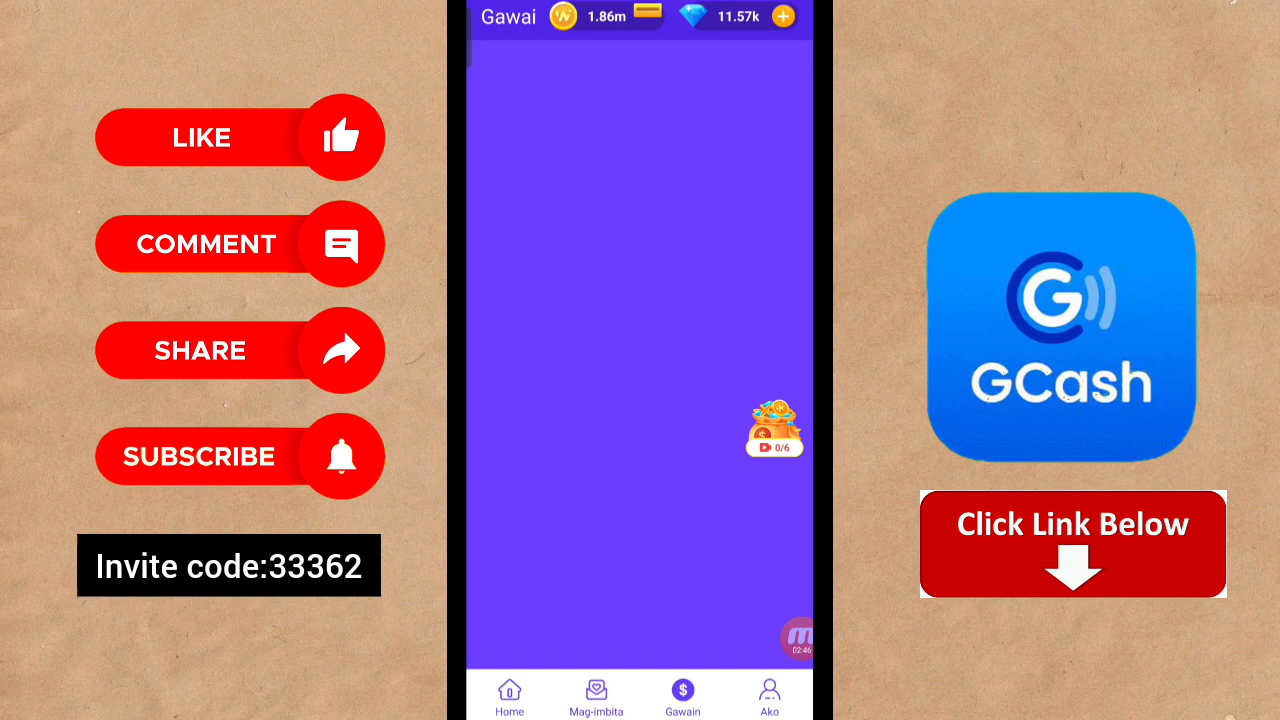 LIKE
COMMENT
SHARE
SUBSCRIBE
Invite code:33362
Gawai
1.86m
11.57k
0/6
02:46
Home
Mag-imbita
Gawain
Ako
GCash
Click Link Below